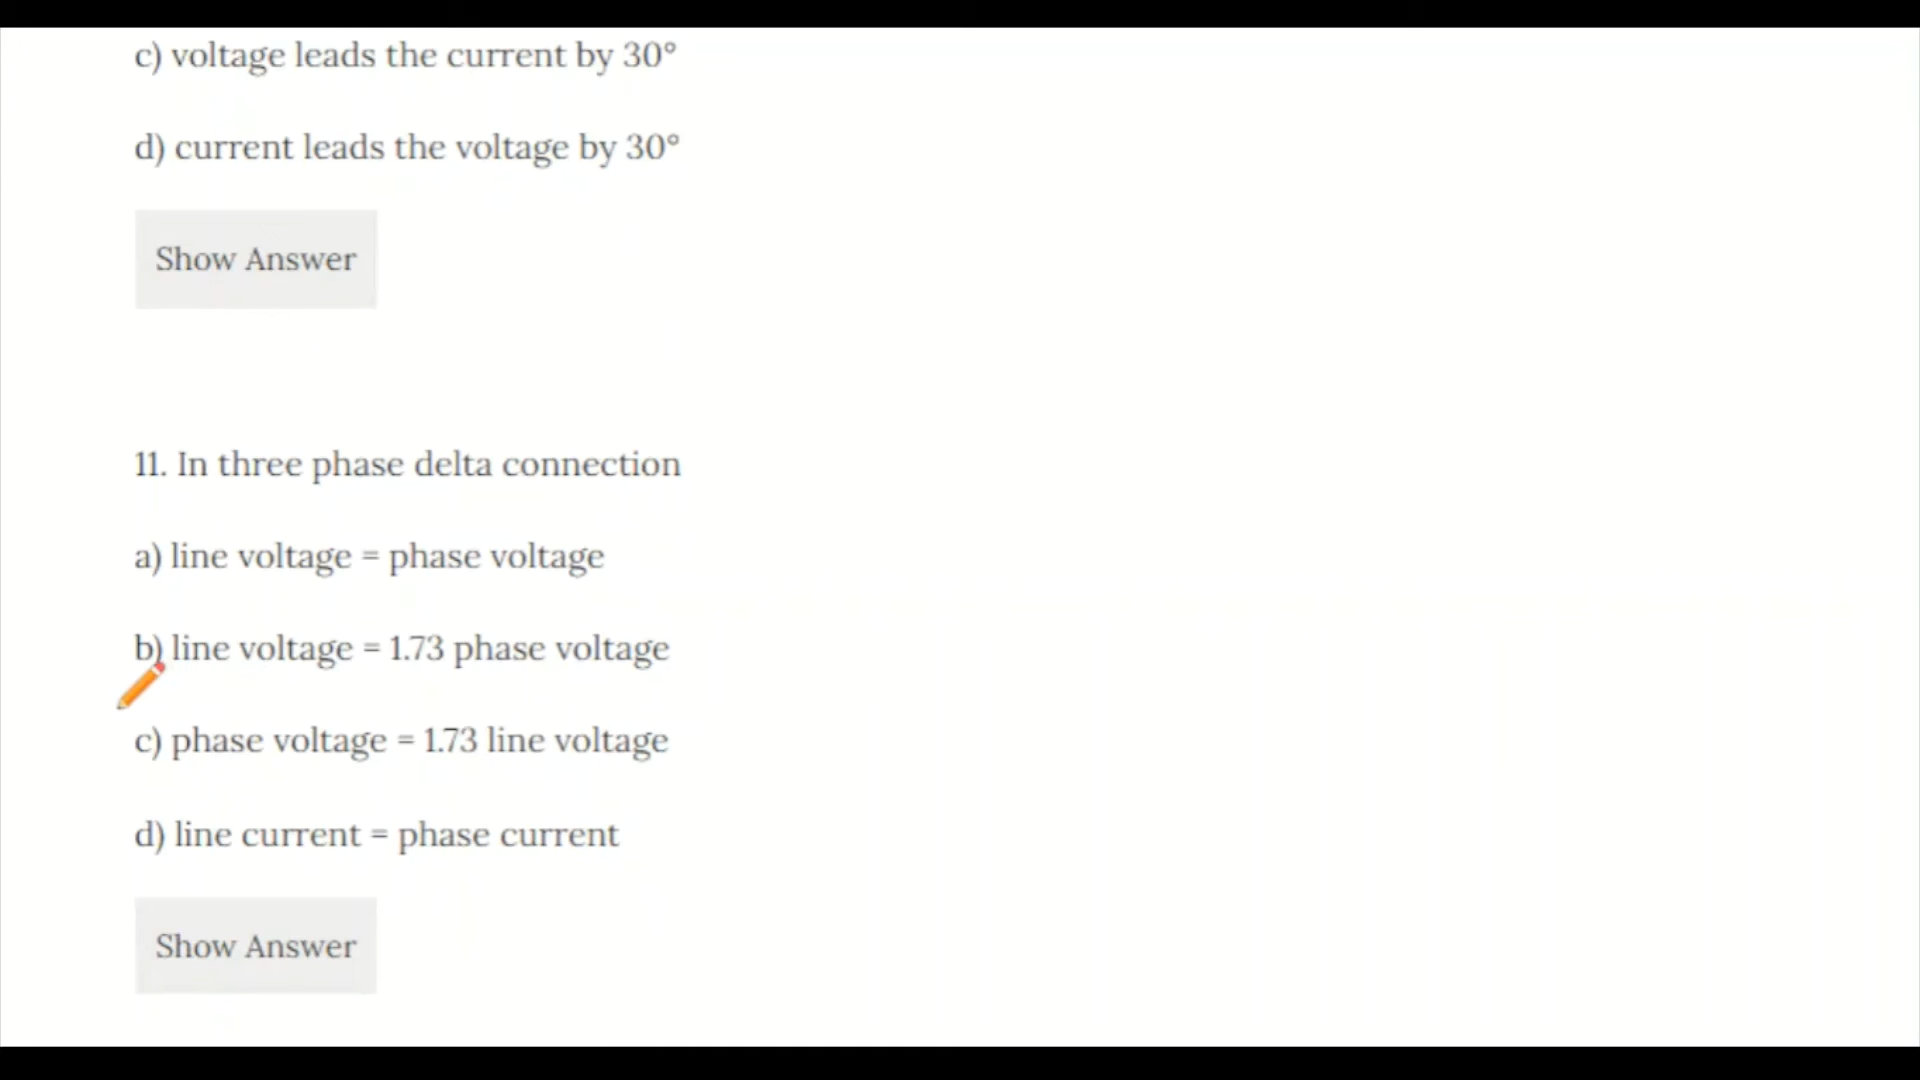 c) voltage leads the current by 30°
d) current leads the voltage by 30°
Show Answer
11. In three phase delta connection
a) line voltage = phase voltage
b) line voltage = 1.73 phase voltage
c) phase voltage = 1.73 line voltage
d) line current = phase current
Show Answer